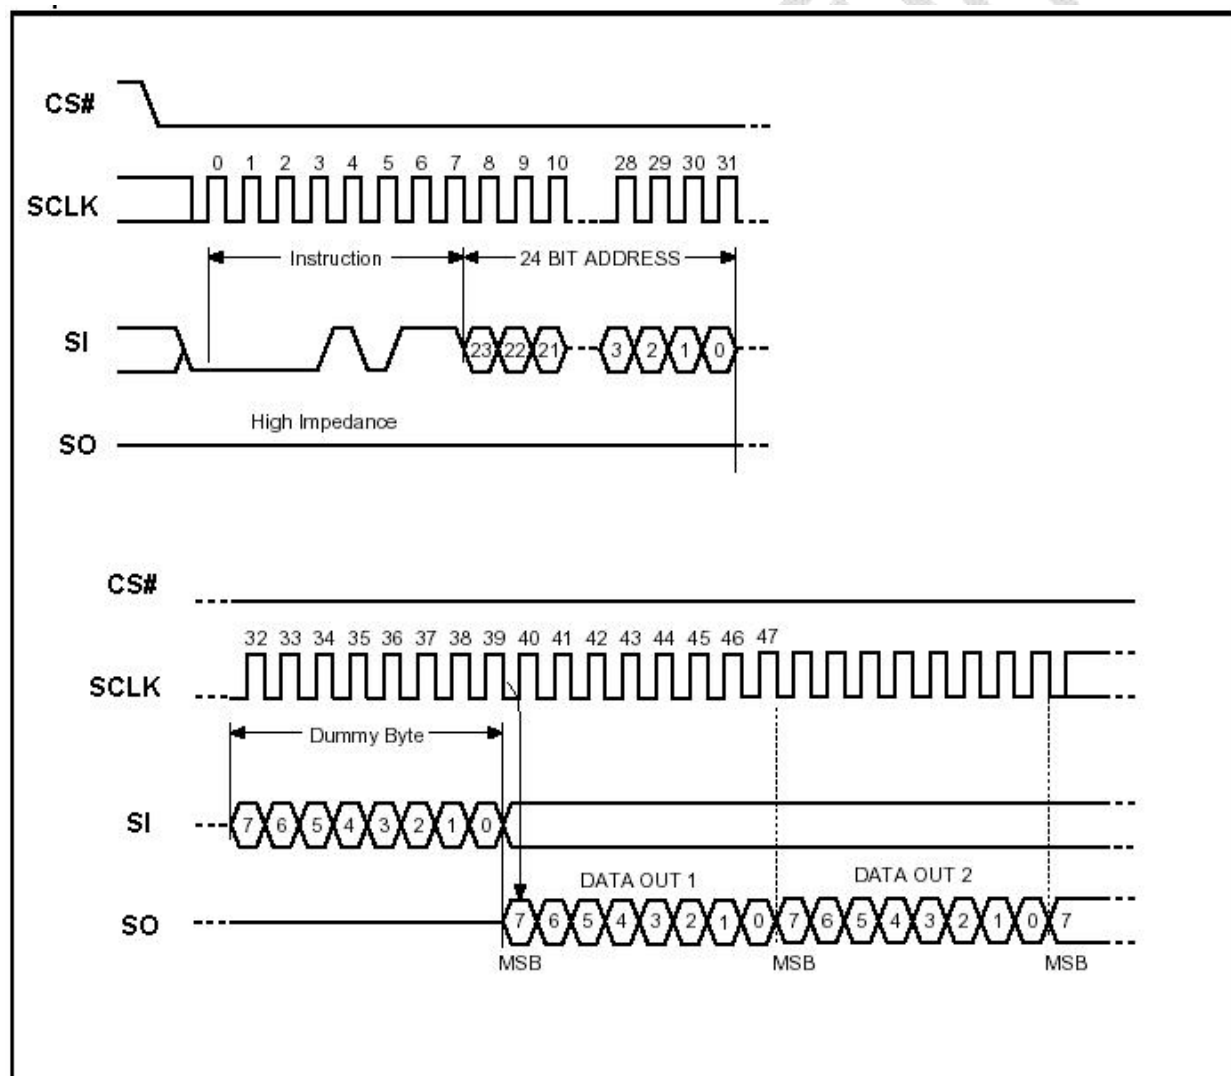 CS#
0 1 2 3 4 5 6 7 8 9 10 28 29 30 31
SCLK
Instruction 24 BIT ADDRESS
SI
23 22 21 3 2 1 0
High Impedance
SO
CS#
32 33 34 35 36 37 38 39 40 41 42 43 44 45 46 47
SCLK
Dummy Byte
SI
7 6 5 4 3 2 1 0
DATA OUT 1 DATA OUT 2
SO
7 6 5 4 3 2 1 0 7 6 5 4 3 2 1 0 7
MSB MSB MSB